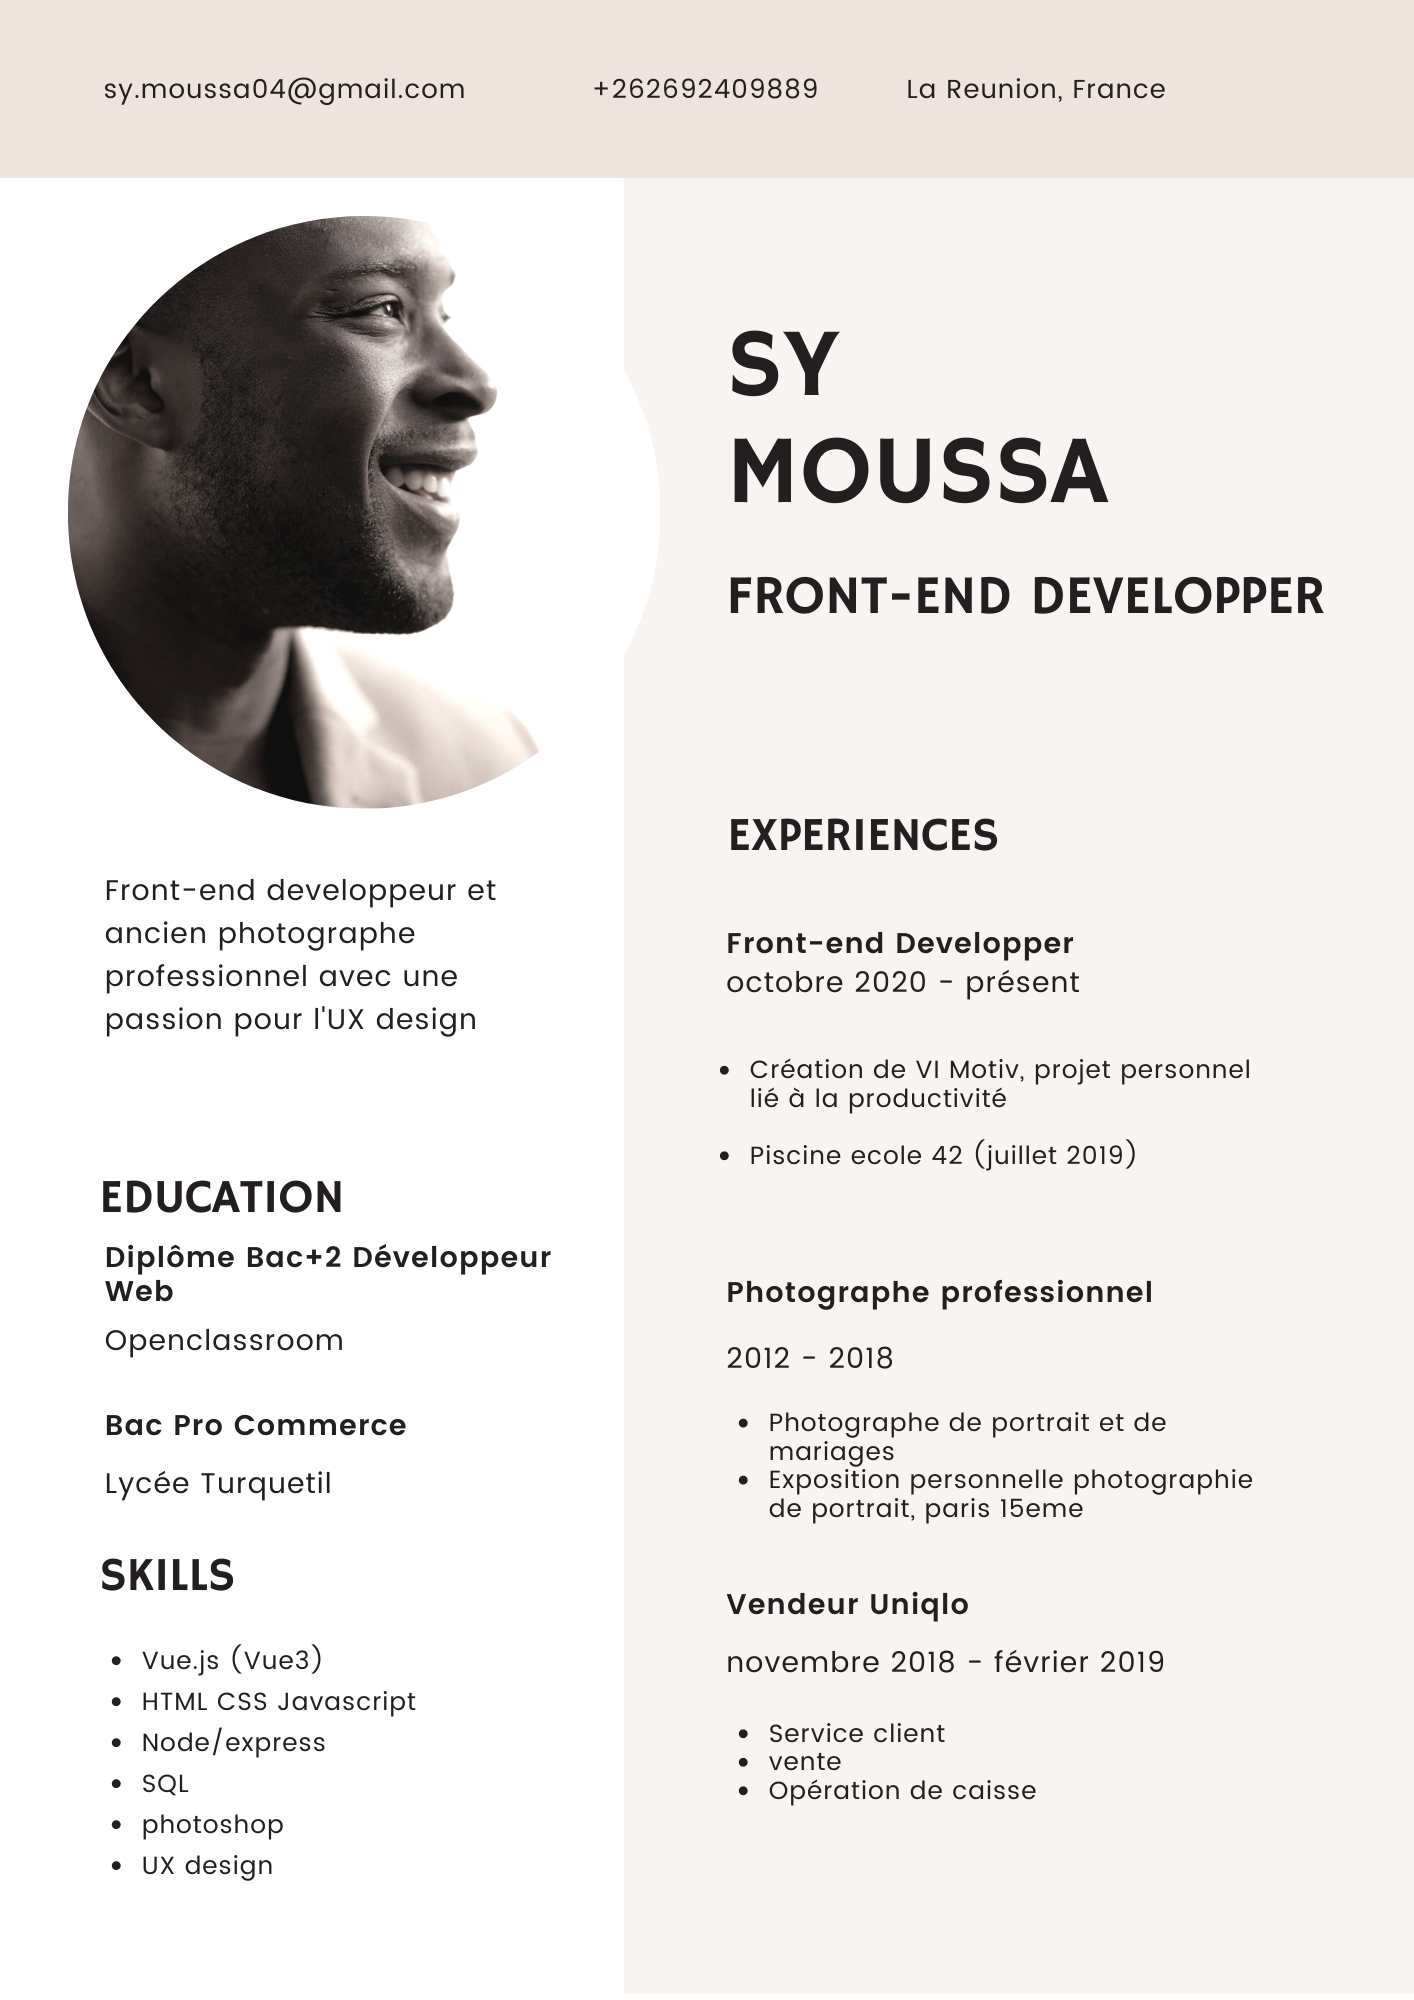 sy.moussa04@gmail.com
+262692409889
La Reunion, France
SY
MOUSSA
FRONT-END DEVELOPPER
Front-end developpeur et
ancien photographe
professionnel avec une
passion pour l'UX design
EDUCATION
Diplôme Bac+2 Développeur
Web
Openclassroom
Bac Pro Commerce
Lycée Turquetil
SKILLS
• Vue.js (Vue3)
• HTML CSS Javascript
• Node/express
• SQL
• photoshop
• UX design
EXPERIENCES
Front-end Developper
octobre 2020 - présent
• Création de VI Motiv, projet personnel
lié à la productivité
• Piscine ecole 42 (juillet 2019)
Photographe professionnel
2012 - 2018
• Photographe de portrait et de
mariages
• Exposition personnelle photographie
de portrait, paris 15eme
Vendeur Uniqlo
novembre 2018 - février 2019
• Service client
• vente
• Opération de caisse